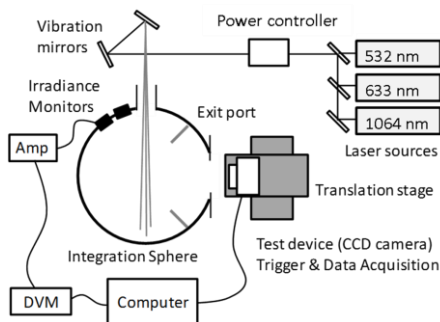 Power controller
Vibration
mirrors
532 nm
633 nm
1064 nm
Laser sources
Irradiance
Monitors
Exit port
Amp
Translation stage
Integration Sphere
Test device (CCD camera)
Trigger & Data Acquisition
DVM
Computer